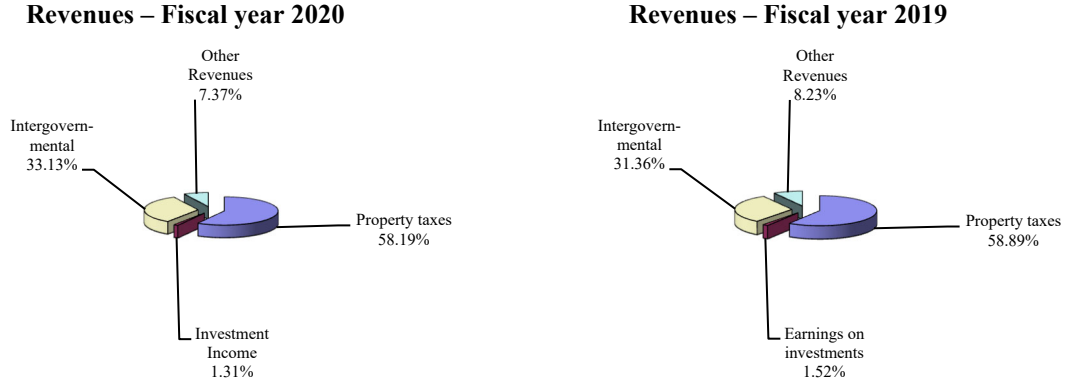 Revenues – Fiscal year 2020
Other
Revenues
7.37%
Intergovern-
mental
33.13%
Property taxes
58.19%
Investment
Income
1.31%
Revenues – Fiscal year 2019
Other
Revenues
8.23%
Intergovern-
mental
31.36%
Property taxes
58.89%
Earnings on
investments
1.52%